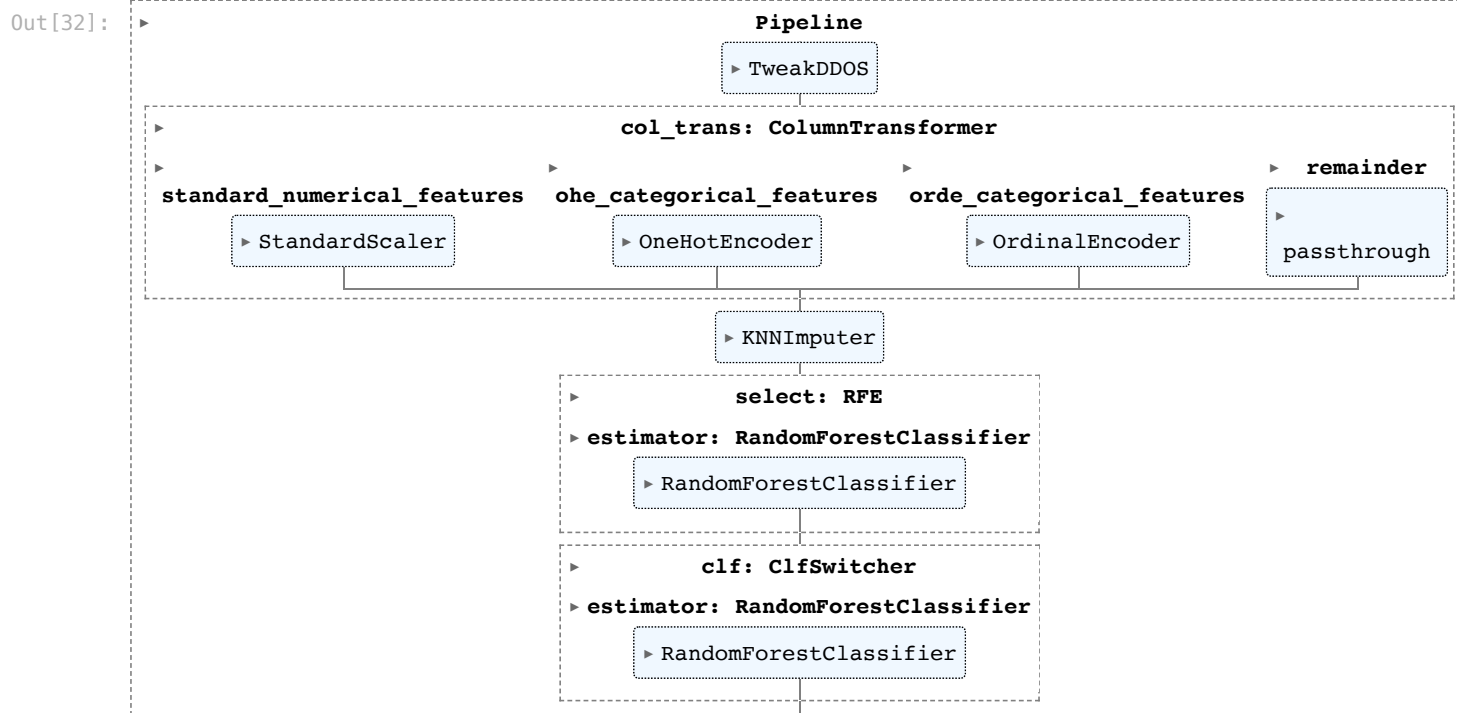 Out[32]:
Pipeline
TweakDDOS
col_trans: ColumnTransformer
standard_numerical_features
StandardScaler
ohe_categorical_features
OneHotEncoder
orde_categorical_features
OrdinalEncoder
remainder
passthrough
KNNImputer
select: RFE
estimator: RandomForestClassifier
RandomForestClassifier
clf: ClfSwitcher
estimator: RandomForestClassifier
RandomForestClassifier